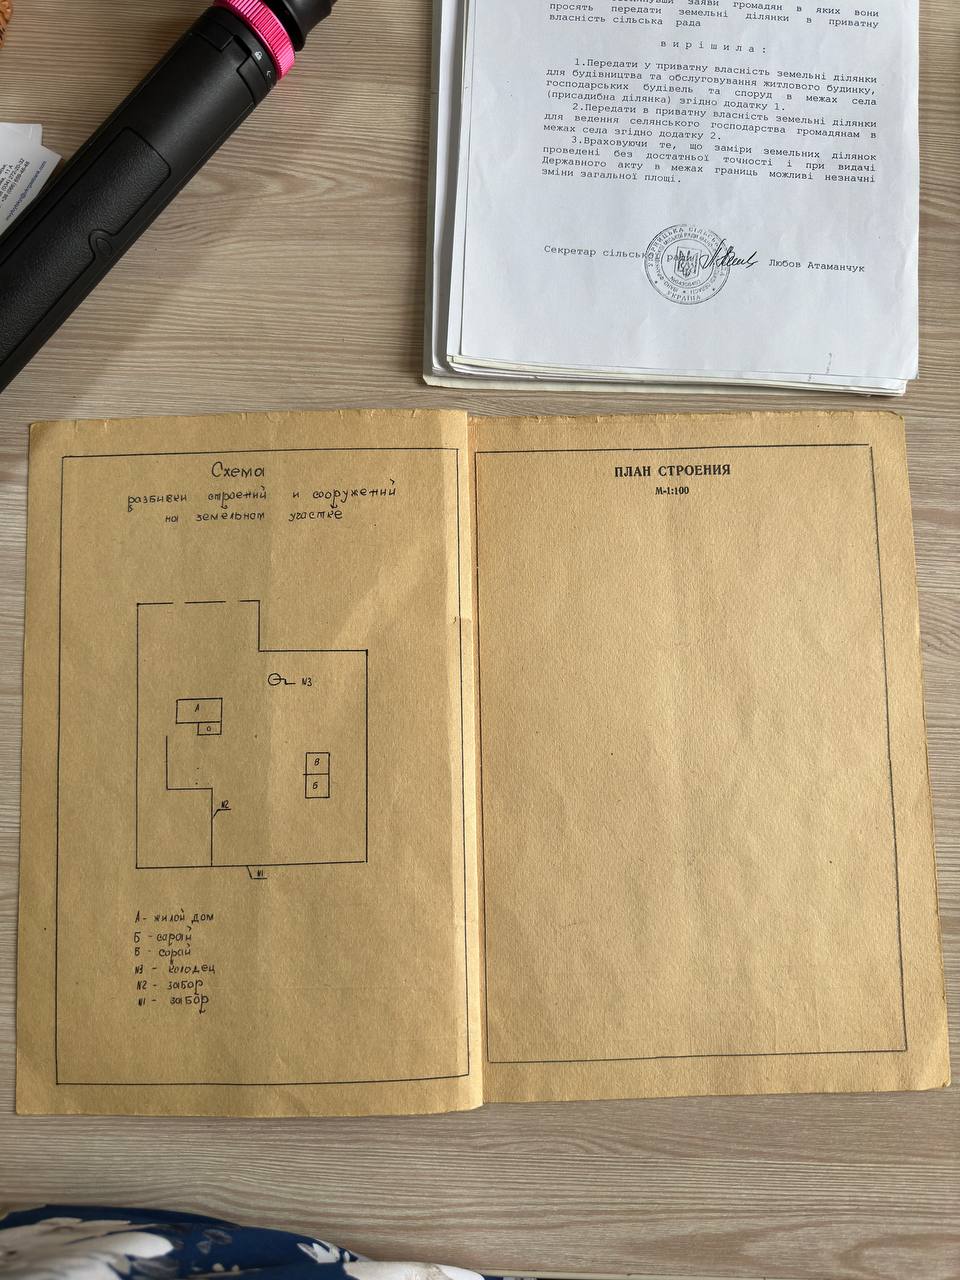 заяви громадян в яких вони
просять передати земельні ділянки в приватну
власність сільська рада
вирішила:
1.Передати у приватну власність земельні ділянки
для будівництва та обслуговування житлового будинку,
господарських будівель та споруд в межах села
(присадибна ділянка) згідно додатку 1.
2.Передати в приватну власність земельні ділянки
для ведення селянського господарства громадянам в
межах села згідно додатку 2.
3.Враховуючи те, що заміри земельних ділянок
проведені без достатньої точності і при видачі
Державного акту в межах границь можливі незначні
зміни загальної площі.
Секретар сільської ради Любов Атаманчук
УКРАЇНА
Схема
разбивки строений и сооружений
на земельном участке
N3
А
О
В
Б
N2
N1
А - жилой дом
Б - сарай
В - сарай
N3 - колодец
N2 - забор
N1 - забор
ПЛАН СТРОЕНИЯ
М-1:100